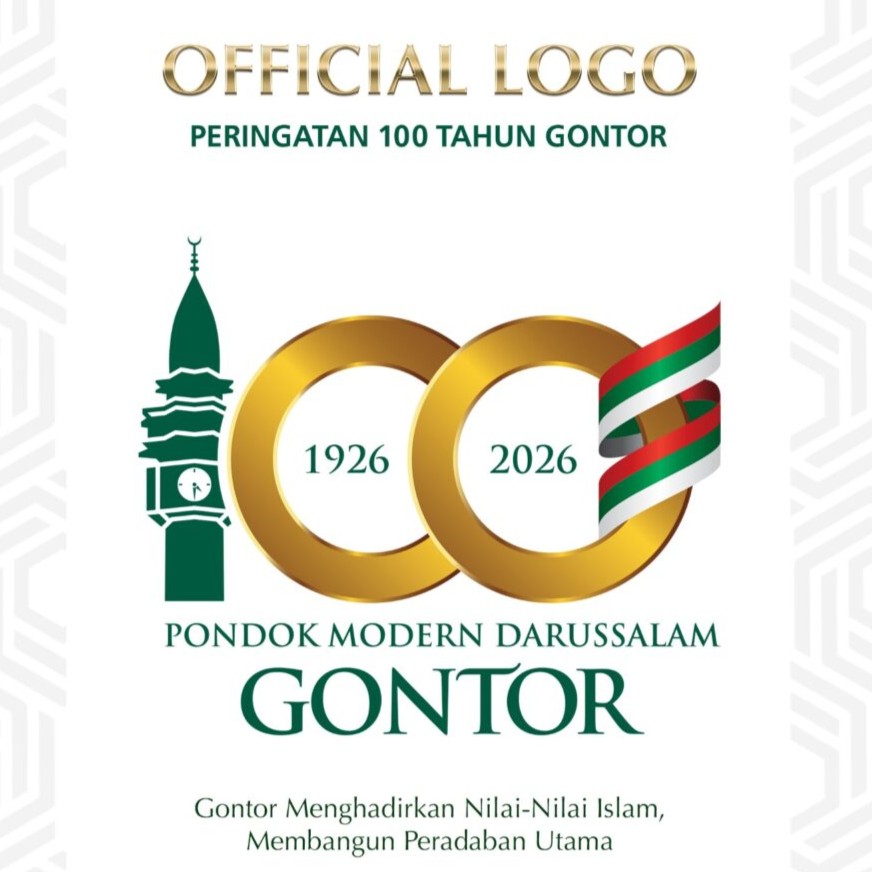 OFFICIAL LOGO
PERINGATAN 100 TAHUN GONTOR
100
1926
2026
PONDOK MODERN DARUSSALAM
GONTOR
Gontor Menghadirkan Nilai-Nilai Islam,
Membangun Peradaban Utama